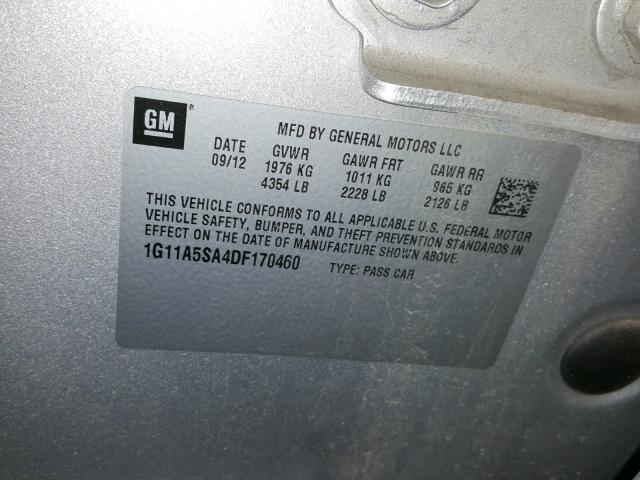 GM ®
MFD BY GENERAL MOTORS LLC
DATE GVWR GAWR FRT GAWR RR
09/12 1976 KG 1011 KG 965 KG
4354 LB 2228 LB 2126 LB
THIS VEHICLE CONFORMS TO ALL APPLICABLE U.S. FEDERAL MOTOR
VEHICLE SAFETY, BUMPER, AND THEFT PREVENTION STANDARDS IN
EFFECT ON THE DATE OF MANUFACTURE SHOWN ABOVE.
1G11A5SA4DF170460 TYPE: PASS CAR